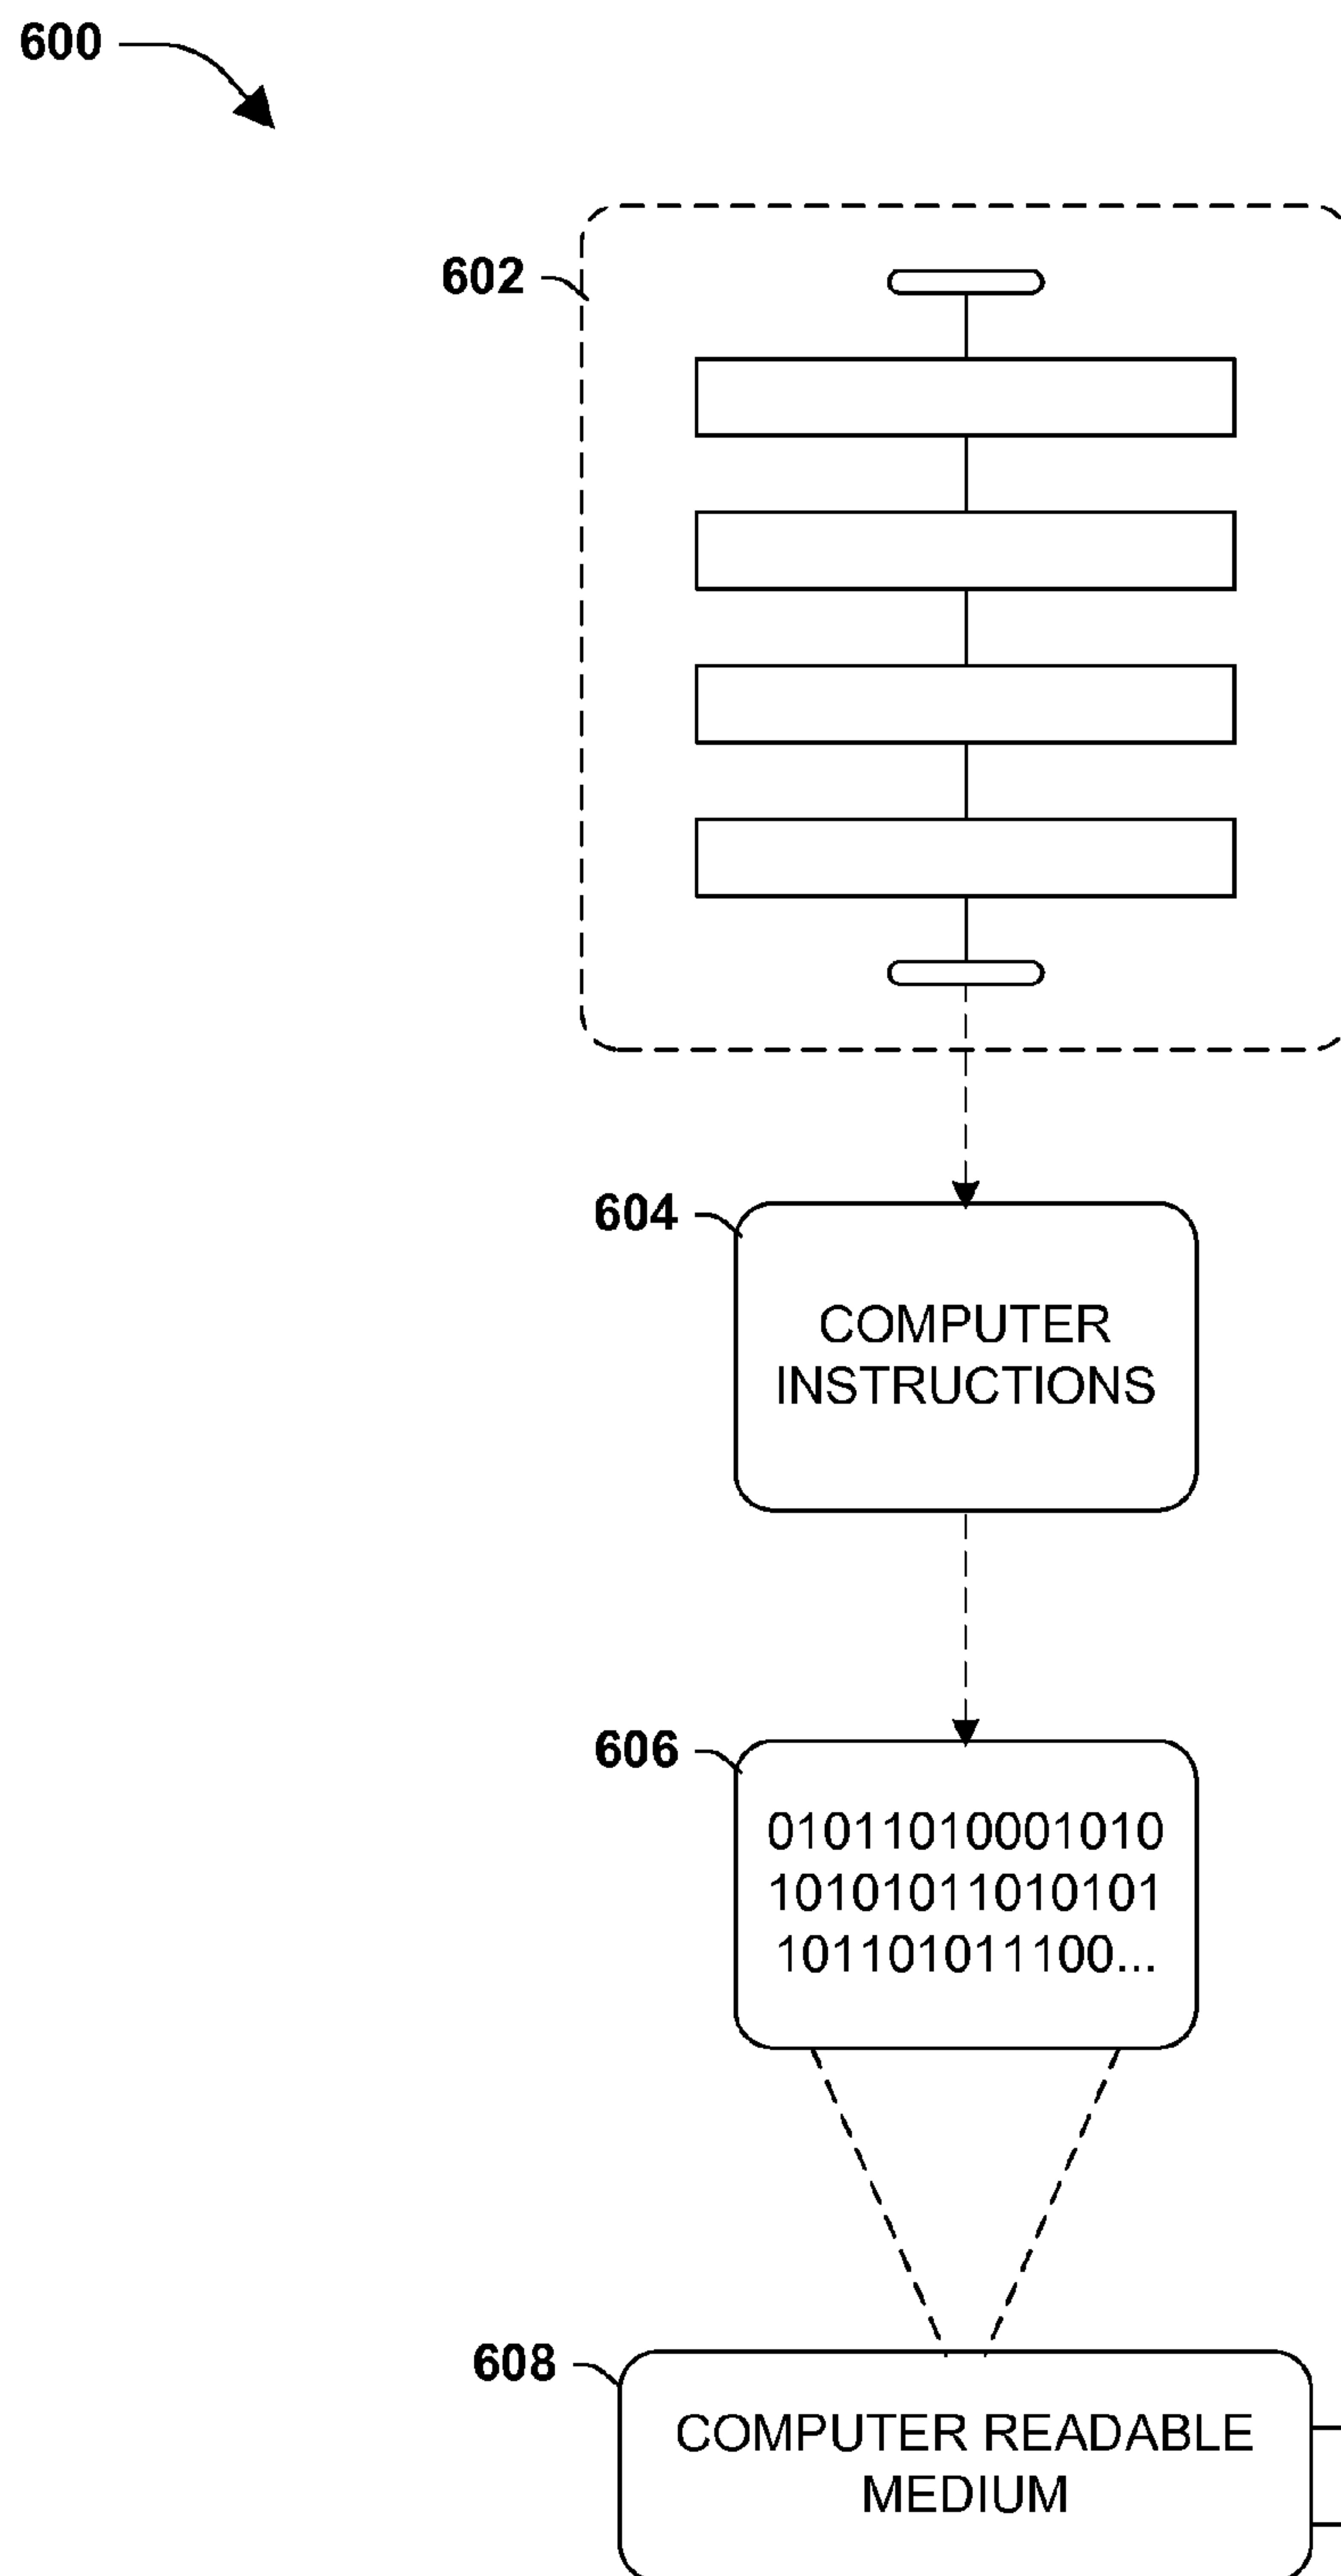 600
602
604
COMPUTER
INSTRUCTIONS
606
01011010001010
10101011010101
101101011100...
608
COMPUTER READABLE
MEDIUM